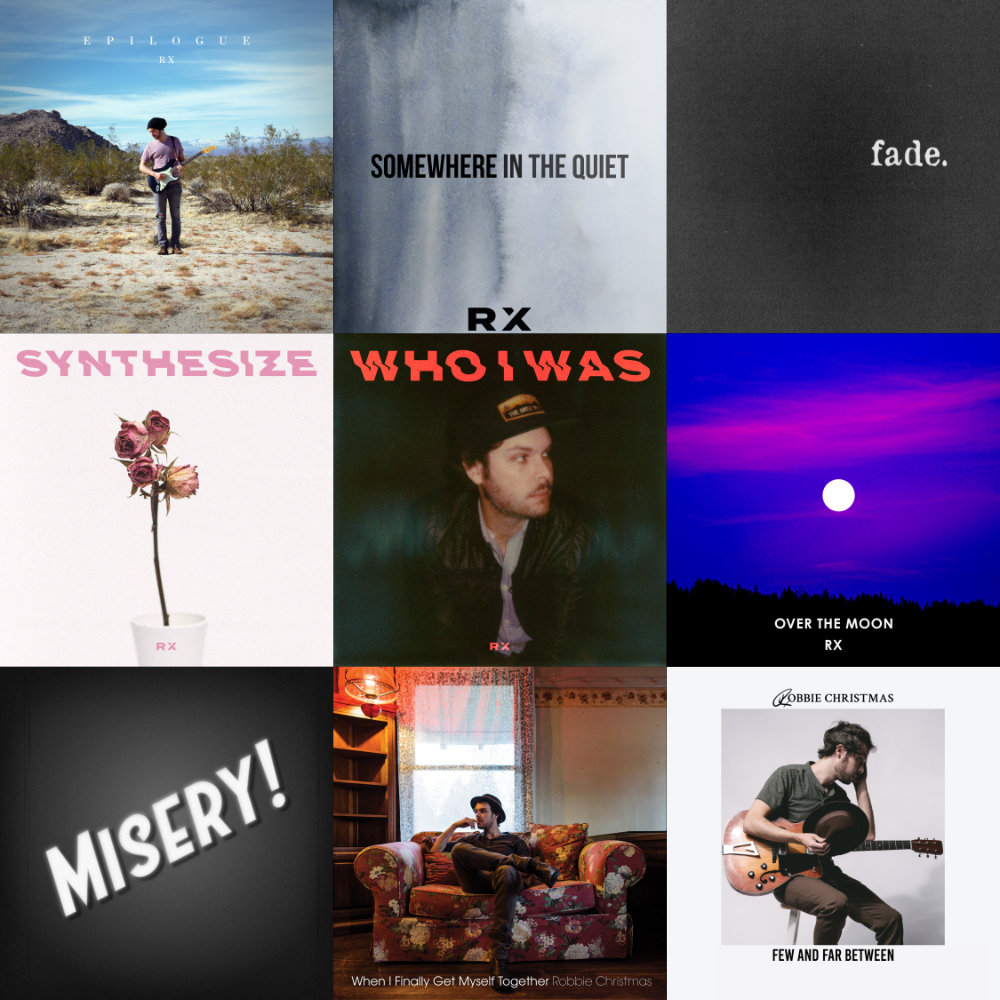 EPILOGUE
RX
SOMEWHERE IN THE QUIET
RX
fade.
SYNTHESIZE
RX
WHO I WAS
RX
OVER THE MOON
RX
MISERY!
When I Finally Get Myself Together Robbie Christmas
ROBBIE CHRISTMAS
FEW AND FAR BETWEEN